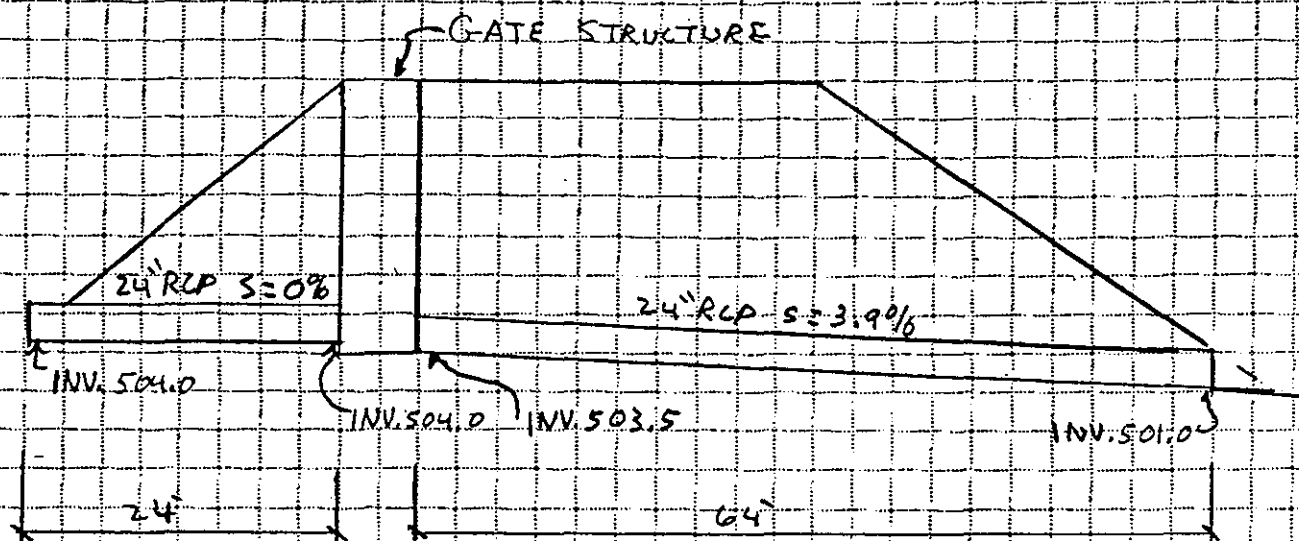 GATE STRUCTURE
24" RCP S=0%
24" RCP S=3.9%
INV. 504.0
INV. 504.0
INV. 503.5
INV. 501.0
24'
64'